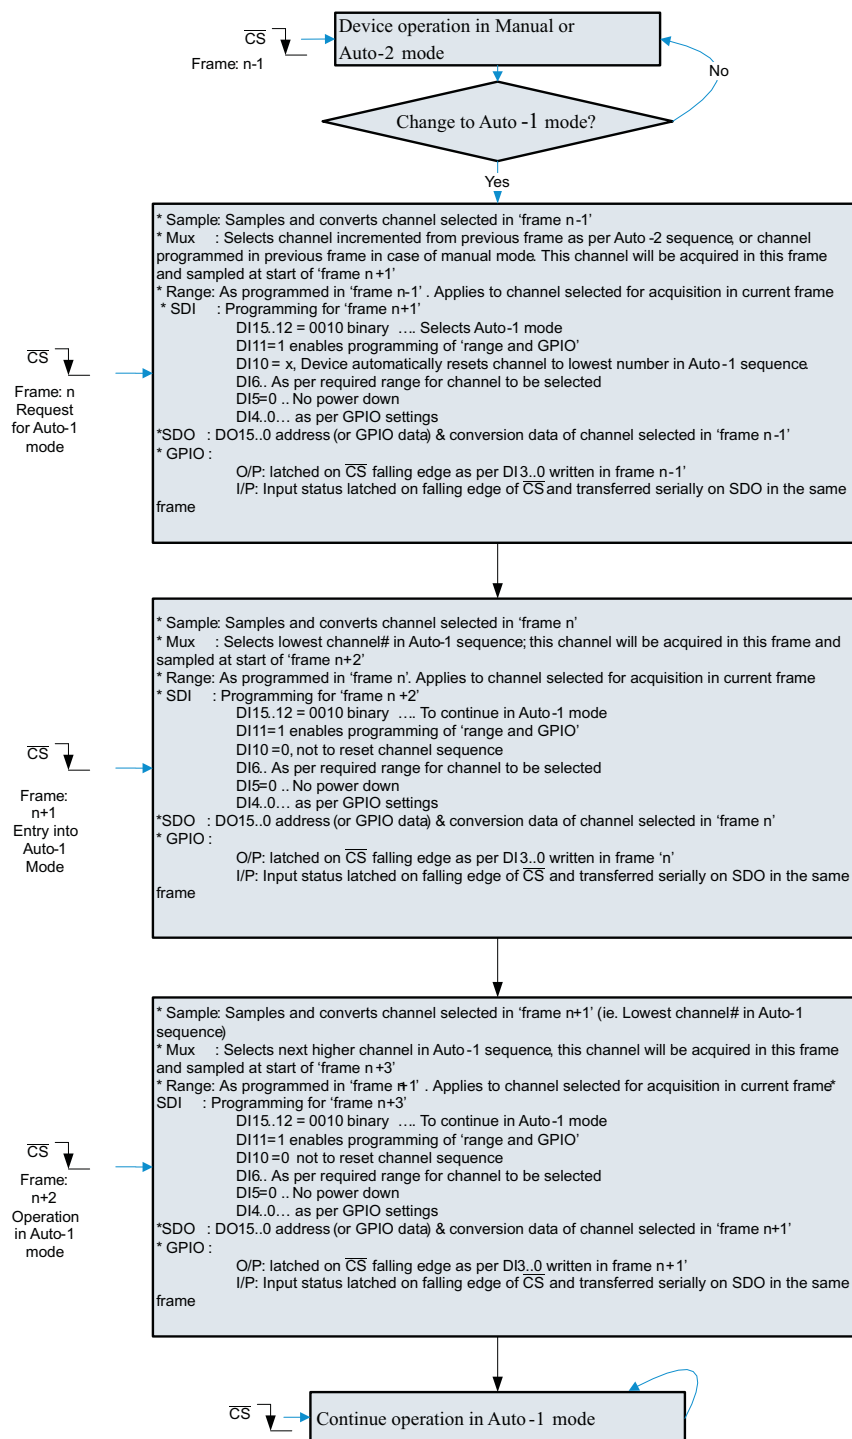 Device operation in Manual or
Auto-2 mode
CS
Frame: n-1
No
Change to Auto -1 mode?
Yes
* Sample: Samples and converts channel selected in ‘frame n-1’
* Mux : Selects channel incremented from previous frame as per Auto -2 sequence, or channel
programmed in previous frame in case of manual mode. This channel will be acquired in this frame
and sampled at start of ‘frame n+1’
* Range: As programmed in ‘frame n-1’ . Applies to channel selected for acquisition in current frame
* SDI : Programming for ‘frame n+1’
DI15..12 = 0010 binary …. Selects Auto-1 mode
DI11=1 enables programming of ‘range and GPIO’
DI10 = x, Device automatically resets channel to lowest number in Auto-1 sequence.
DI6.. As per required range for channel to be selected
DI5=0 .. No power down
DI4..0… as per GPIO settings
*SDO : DO15..0 address (or GPIO data) & conversion data of channel selected in ‘frame n-1’
* GPIO :
O/P: latched on CS falling edge as per DI3..0 written in frame n-1’
I/P: Input status latched on falling edge of CS and transferred serially on SDO in the same
frame
CS
Frame: n
Request
for Auto-1
mode
* Sample: Samples and converts channel selected in ‘frame n’
* Mux : Selects lowest channel# in Auto-1 sequence; this channel will be acquired in this frame and
sampled at start of ‘frame n+2’
* Range: As programmed in ‘frame n’. Applies to channel selected for acquisition in current frame
* SDI : Programming for ‘frame n +2’
DI15..12 = 0010 binary …. To continue in Auto-1 mode
DI11=1 enables programming of ‘range and GPIO’
DI10 =0, not to reset channel sequence
DI6.. As per required range for channel to be selected
DI5=0 .. No power down
DI4..0… as per GPIO settings
*SDO : DO15..0 address (or GPIO data) & conversion data of channel selected in ‘frame n’
* GPIO :
O/P: latched on CS falling edge as per DI3..0 written in frame ‘n’
I/P: Input status latched on falling edge of CS and transferred serially on SDO in the same
frame
CS
Frame:
n+1
Entry into
Auto-1
Mode
* Sample: Samples and converts channel selected in ‘frame n+1’ (ie. Lowest channel# in Auto-1
sequence)
* Mux : Selects next higher channel in Auto-1 sequence, this channel will be acquired in this frame
and sampled at start of ‘frame n+3’
* Range: As programmed in ‘frame n+1’ . Applies to channel selected for acquisition in current frame*
SDI : Programming for ‘frame n+3’
DI15..12 = 0010 binary …. To continue in Auto-1 mode
DI11=1 enables programming of ‘range and GPIO’
DI10 =0 not to reset channel sequence
DI6.. As per required range for channel to be selected
DI5=0 .. No power down
DI4..0… as per GPIO settings
*SDO : DO15..0 address (or GPIO data) & conversion data of channel selected in ‘frame n+1’
* GPIO :
O/P: latched on CS falling edge as per DI3..0 written in frame n+1’
I/P: Input status latched on falling edge of CS and transferred serially on SDO in the same
frame
CS
Frame:
n+2
Operation
in Auto-1
mode
CS
Continue operation in Auto -1 mode